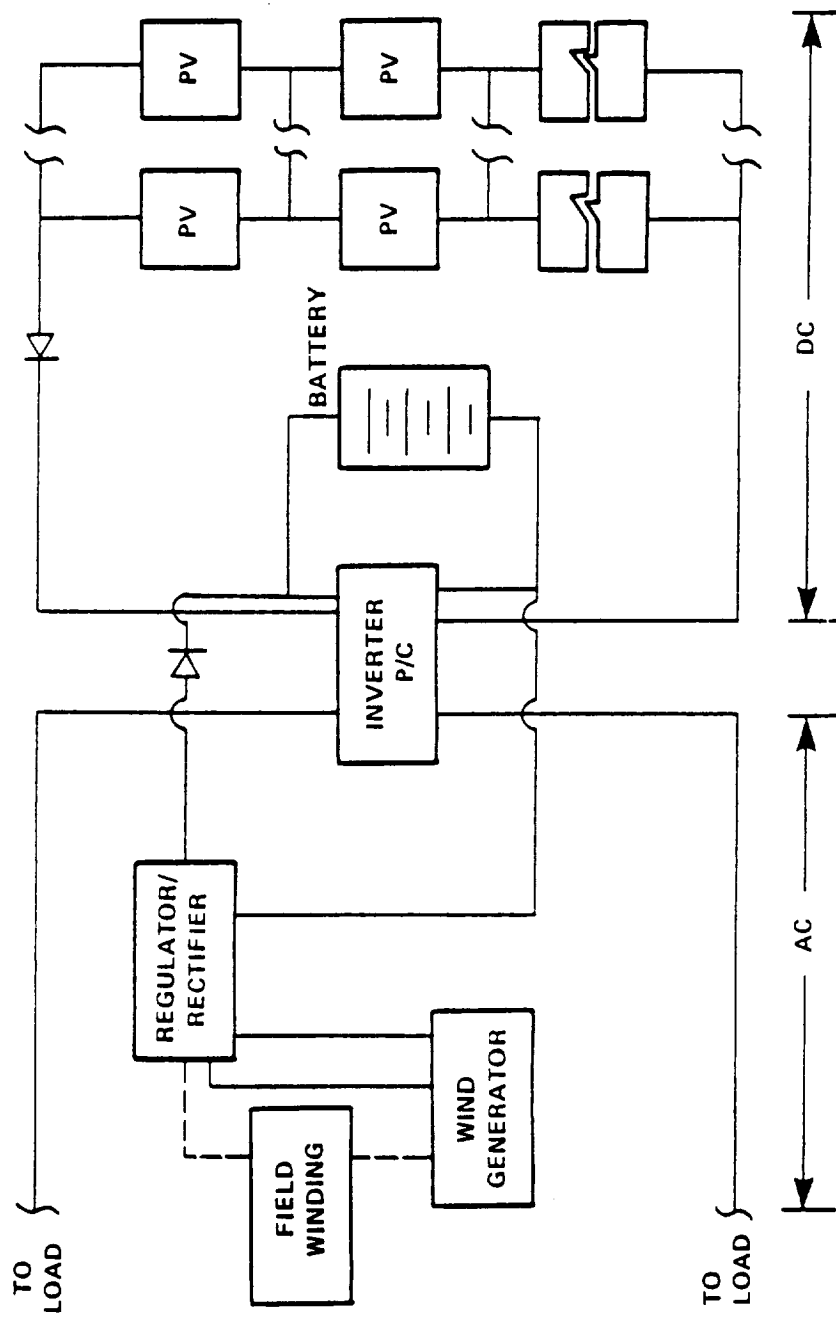 TO
LOAD
TO
LOAD
FIELD
WINDING
WIND
GENERATOR
REGULATOR/
RECTIFIER
INVERTER
P/C
BATTERY
PV
PV
PV
PV
AC
DC